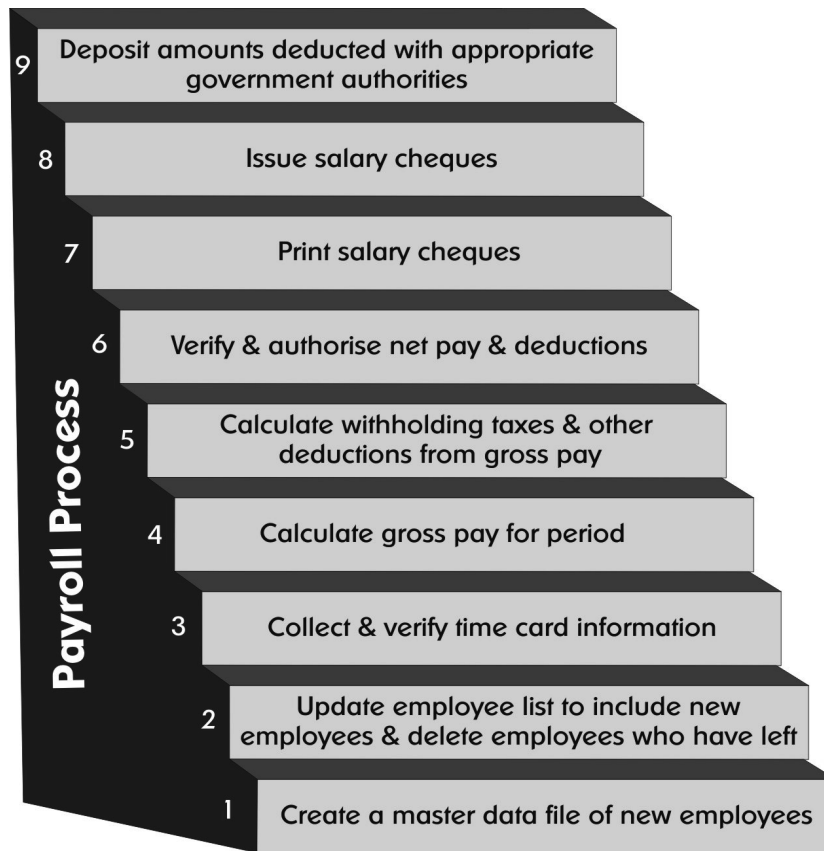 9
Deposit amounts deducted with appropriate
government authorities
8
Issue salary cheques
7
Print salary cheques
6
Verify & authorise net pay & deductions
5
Calculate withholding taxes & other
deductions from gross pay
4
Calculate gross pay for period
3
Collect & verify time card information
2
Update employee list to include new
employees & delete employees who have left
1
Create a master data file of new employees
Payroll Process